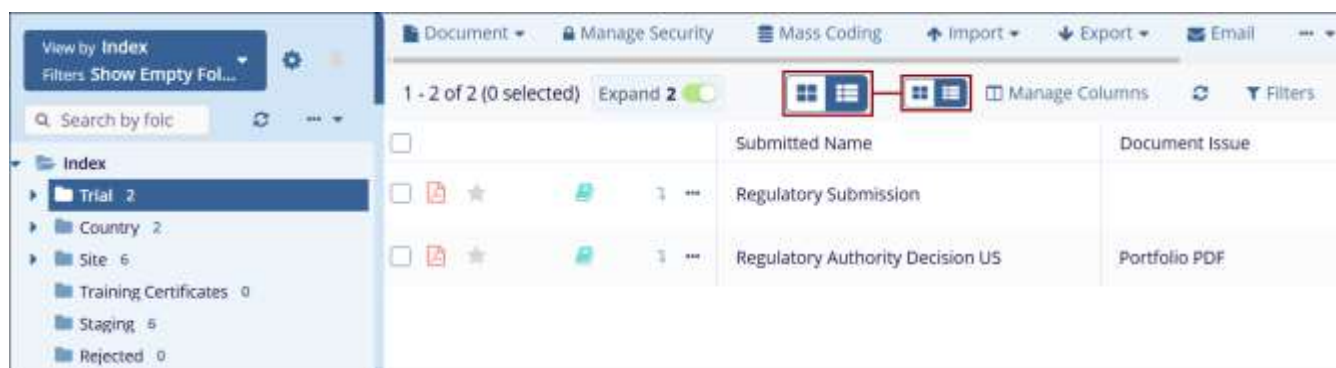 View by Index
Filters Show Empty Fol...
Search by folc
Index
Trial 2
Country 2
Site 6
Training Certificates 0
Staging 6
Rejected 0
Document Manage Security Mass Coding Import Export Email ...
1 - 2 of 2 (0 selected) Expand 2 Manage Columns Filters
Submitted Name Document Issue
Regulatory Submission
Regulatory Authority Decision US Portfolio PDF